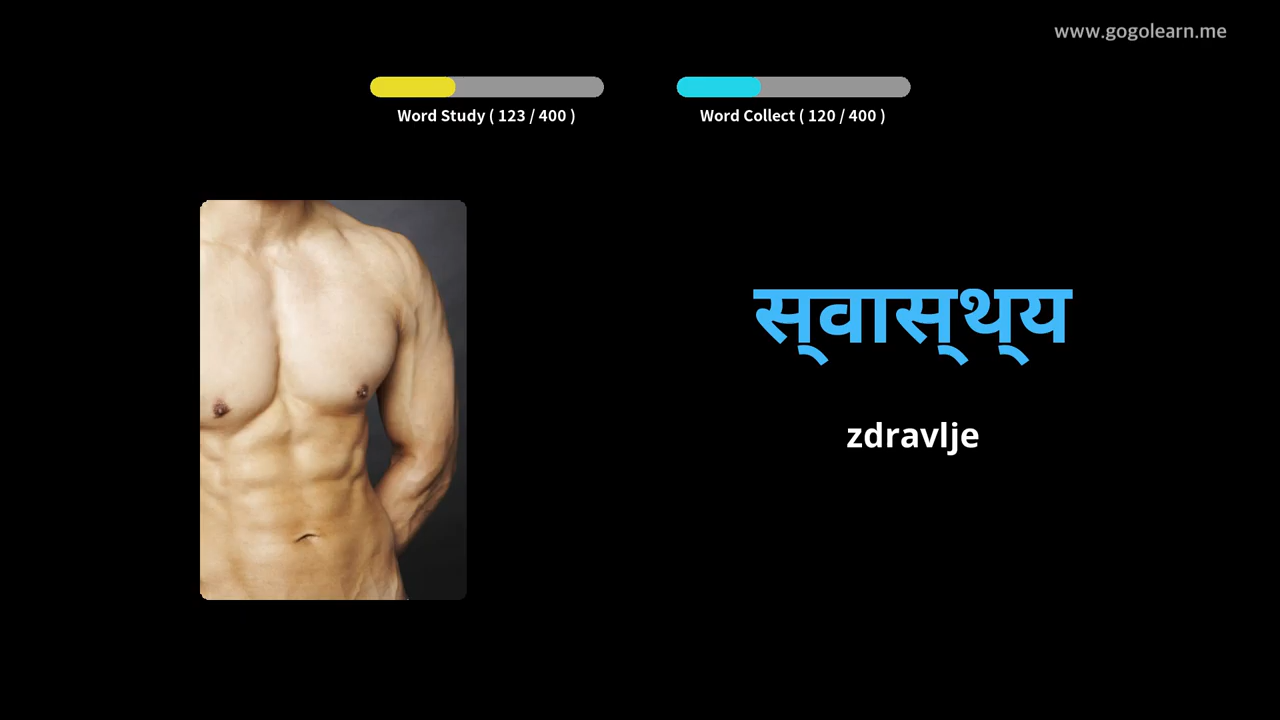 www.gogolearn.me
Word Study ( 123 / 400 )
Word Collect ( 120 / 400 )
स्‌वास्‌थ्‌य
zdravlje